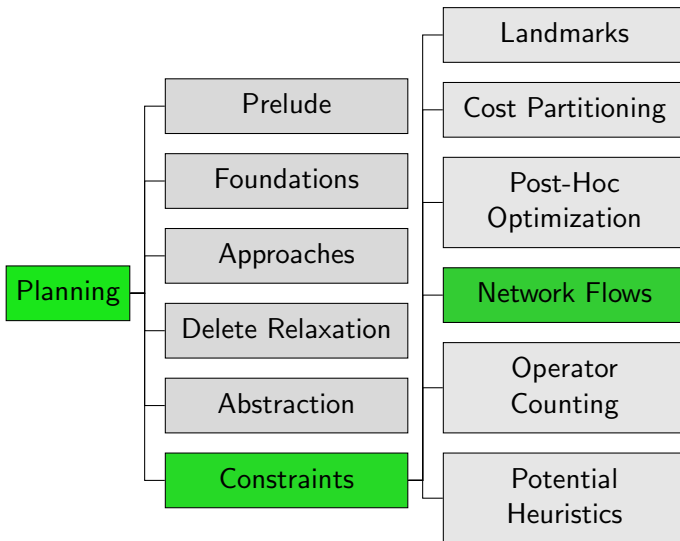 Planning
Prelude
Foundations
Approaches
Delete Relaxation
Abstraction
Constraints
Landmarks
Cost Partitioning
Post-Hoc
Optimization
Network Flows
Operator
Counting
Potential
Heuristics